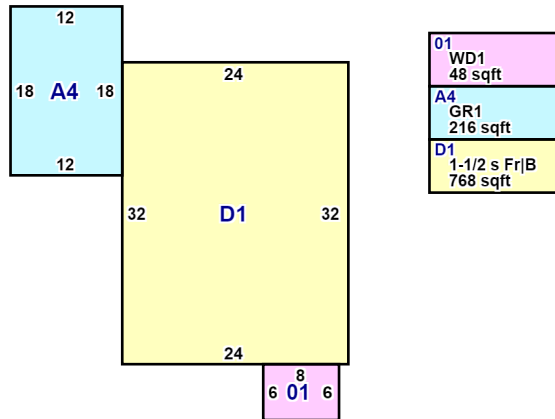 12
18 A4 18
12
24
32 D1 32
24
8
6 01 6
01
WD1
48 sqft
A4
GR1
216 sqft
D1
1-1/2 s Fr|B
768 sqft